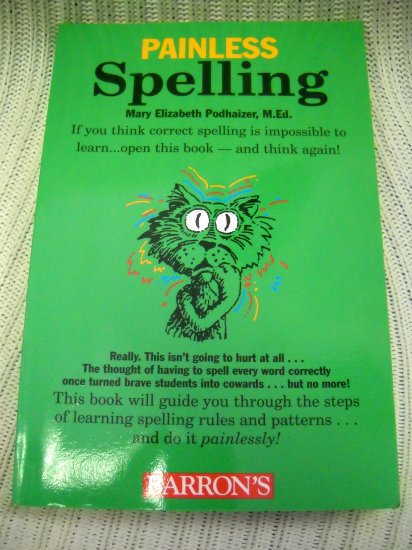 PAINLESS
Spelling
Mary Elizabeth Podhaizer, M.Ed.
If you think correct spelling is impossible to
learn...open this book — and think again!
Really. This isn't going to hurt at all . . .
The thought of having to spell every word correctly
once turned brave students into cowards . . . but no more!
This book will guide you through the steps
of learning spelling rules and patterns . . .
and do it painlessly!
BARRON'S